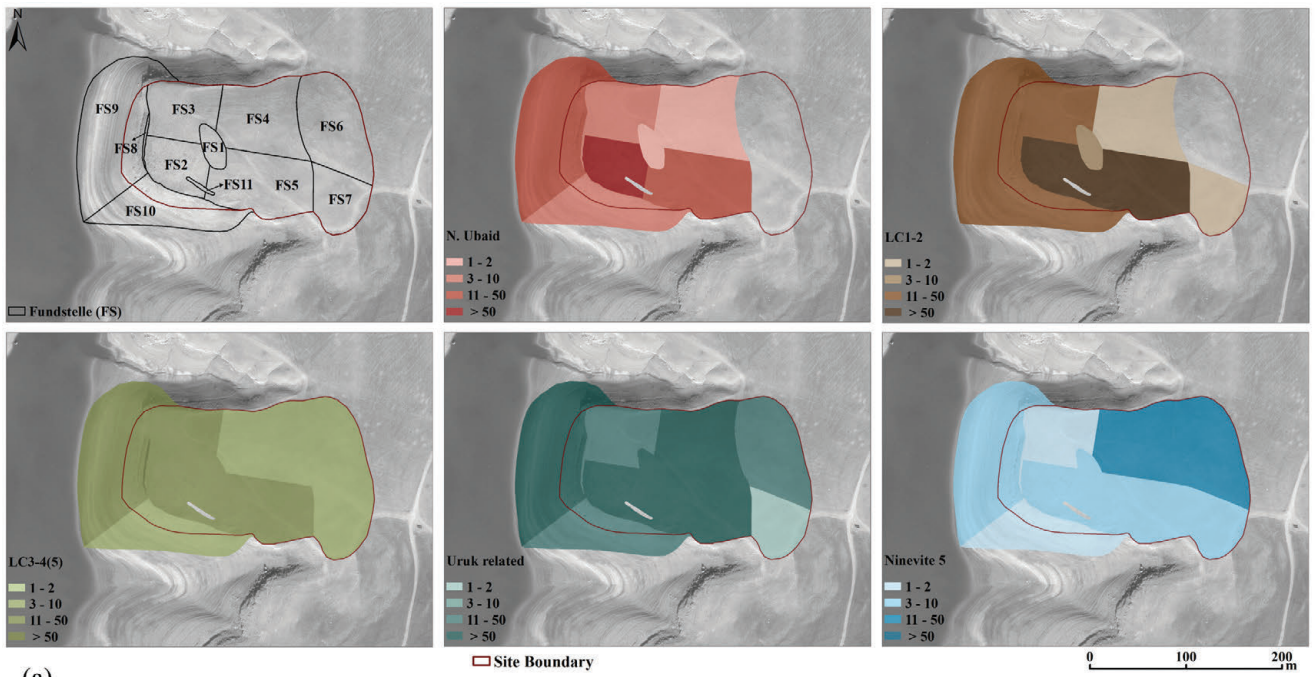 N
FS9
FS3
FS4
FS6
FS8
FS1
FS2
FS11
FS5
FS7
FS10
Fundstelle (FS)
N. Ubaid
1 - 2
3 - 10
11 - 50
> 50
LC1-2
1 - 2
3 - 10
11 - 50
> 50
LC3-4(5)
1 - 2
3 - 10
11 - 50
> 50
Uruk related
1 - 2
3 - 10
11 - 50
> 50
Ninevite 5
1 - 2
3 - 10
11 - 50
> 50
Site Boundary
0 100 200
m
(a)